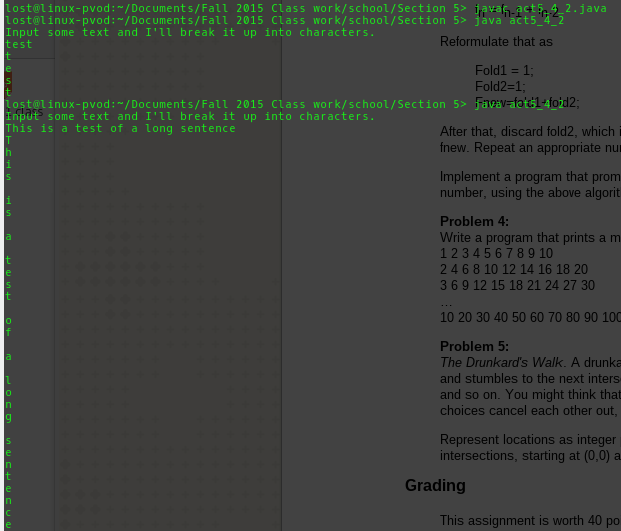 lost@linux-pvod:~/Documents/Fall 2015 Class work/school/Section 5> javac act5_4_2.java
lost@linux-pvod:~/Documents/Fall 2015 Class work/school/Section 5> java act5_4_2
Input some text and I'll break it up into characters.
test
t
e
s
t
lost@linux-pvod:~/Documents/Fall 2015 Class work/school/Section 5> java act5_4_2
Input some text and I'll break it up into characters.
This is a test of a long sentence
T
h
i
s
i
s
a
t
e
s
t
o
f
a
l
o
n
g
s
e
n
t
e
n
c
e
Reformulate that as
Fold1 = 1;
Fold2=1;
Fnew=fold1+fold2;
After that, discard fold2, which i
fnew. Repeat an appropriate nu
Implement a program that prom
number, using the above algorit
Problem 4:
Write a program that prints a m
1 2 3 4 5 6 7 8 9 10
2 4 6 8 10 12 14 16 18 20
3 6 9 12 15 18 21 24 27 30
...
10 20 30 40 50 60 70 80 90 100
Problem 5:
The Drunkard's Walk. A drunka
and stumbles to the next interse
and so on. You might think that
choices cancel each other out,
Represent locations as integer
intersections, starting at (0,0) a
Grading
This assignment is worth 40 po